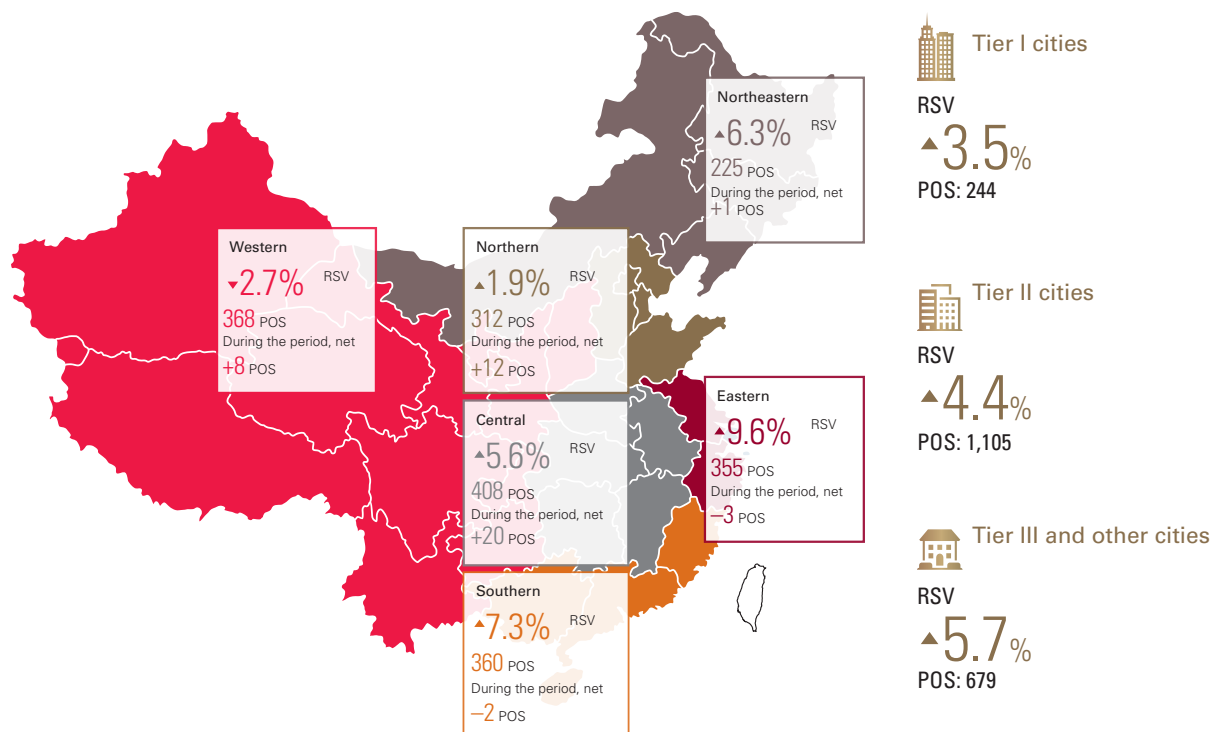 Northeastern
▲6.3% RSV
225 POS
During the period, net
+1 POS
Western
▼2.7% RSV
368 POS
During the period, net
+8 POS
Northern
▲1.9% RSV
312 POS
During the period, net
+12 POS
Central
▲5.6% RSV
408 POS
During the period, net
+20 POS
Eastern
▲9.6% RSV
355 POS
During the period, net
–3 POS
Southern
▲7.3% RSV
360 POS
During the period, net
–2 POS
Tier I cities
RSV
▲3.5%
POS: 244
Tier II cities
RSV
▲4.4%
POS: 1,105
Tier III and other cities
RSV
▲5.7%
POS: 679